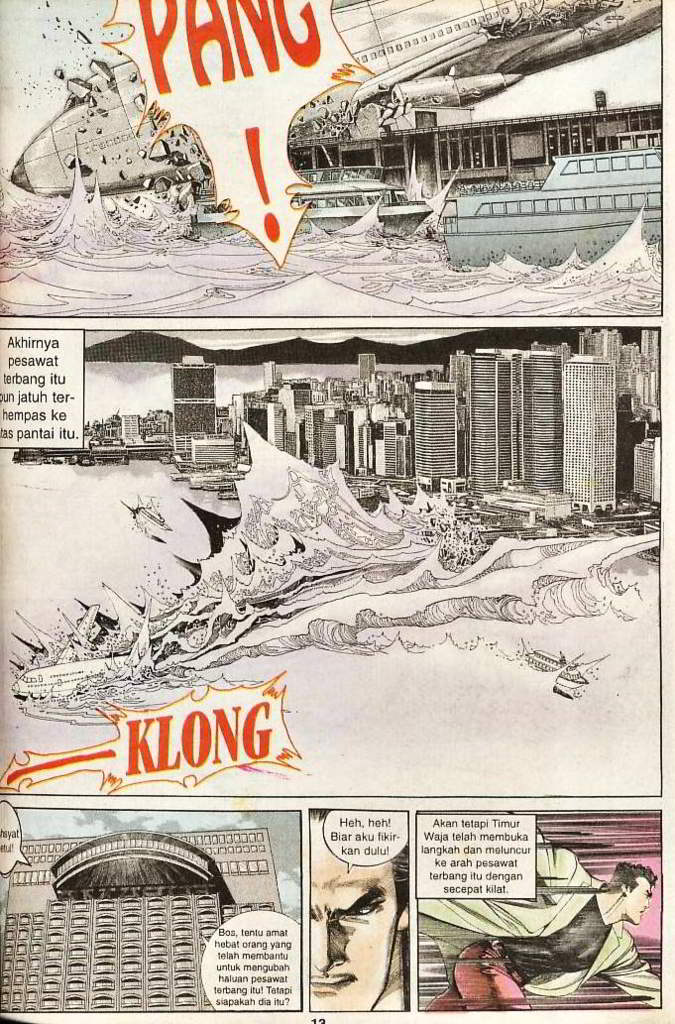 PANG
!
Akhirnya
pesawat
terbang itu
pun jatuh ter-
hempas ke
atas pantai itu.
KLONG
Bos, tentu amat
hebat orang yang
telah membantu
untuk mengubah
haluan pesawat
terbang itu! Tetapi
siapakah dia itu?
Heh, heh!
Biar aku fikir-
kan dulu!
Akan tetapi Timur
Waja telah membuka
langkah dan meluncur
ke arah pesawat
terbang itu dengan
secepat kilat.
13